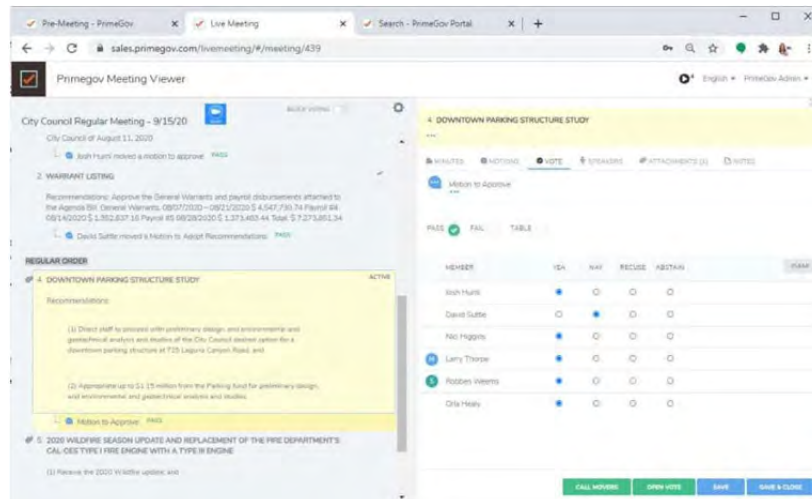 Pre-Meeting - PrimeGov
Live Meeting
Search - PrimeGov Portal
sales.primegov.com/livemeeting/#/meeting/439
Primegov Meeting Viewer
English
PrimeGov Admin
City Council Regular Meeting - 9/15/20
BLOCK VOTING
City Council of August 11, 2020
Josh Humi moved a motion to approve PASS
2. WARRANT LISTING
Recommendations: Approve the General Warrants and payroll disbursements attached to
the Agenda Bill. General Warrants, 08/07/2020 - 08/21/2020 $ 4,547,730.74 Payroll #4
08/14/2020 $ 1,352,837.16 Payroll #5 08/28/2020 $ 1,373,483.44 Total: $ 7,273,851.34
David Suttle moved a Motion to Adopt Recommendations PASS
REGULAR ORDER
4. DOWNTOWN PARKING STRUCTURE STUDY
ACTIVE
Recommendations:
(1) Direct staff to proceed with preliminary design, and environmental and
geotechnical analysis and studies of the City Council desired option for a
downtown parking structure at 725 Laguna Canyon Road; and
(2) Appropriate up to $1.15 million from the Parking fund for preliminary design,
and environmental and geotechnical analysis and studies.
Motion to Approve PASS
5. 2020 WILDFIRE SEASON UPDATE AND REPLACEMENT OF THE FIRE DEPARTMENT'S
CAL-OES TYPE I FIRE ENGINE WITH A TYPE III ENGINE
(1) Receive the 2020 Wildfire update; and
4. DOWNTOWN PARKING STRUCTURE STUDY
MINUTES MOTIONS VOTE SPEAKERS ATTACHMENTS NOTES
Motion to Approve
PASS FAIL TABLE
MEMBER YEA NAY RECUSE ABSTAIN
Josh Humi
David Suttle
Nic Higgins
Larry Thorpe
Robbien Weems
Orla Healy
CALL MOVERS OPEN VOTE SAVE SAVE & CLOSE